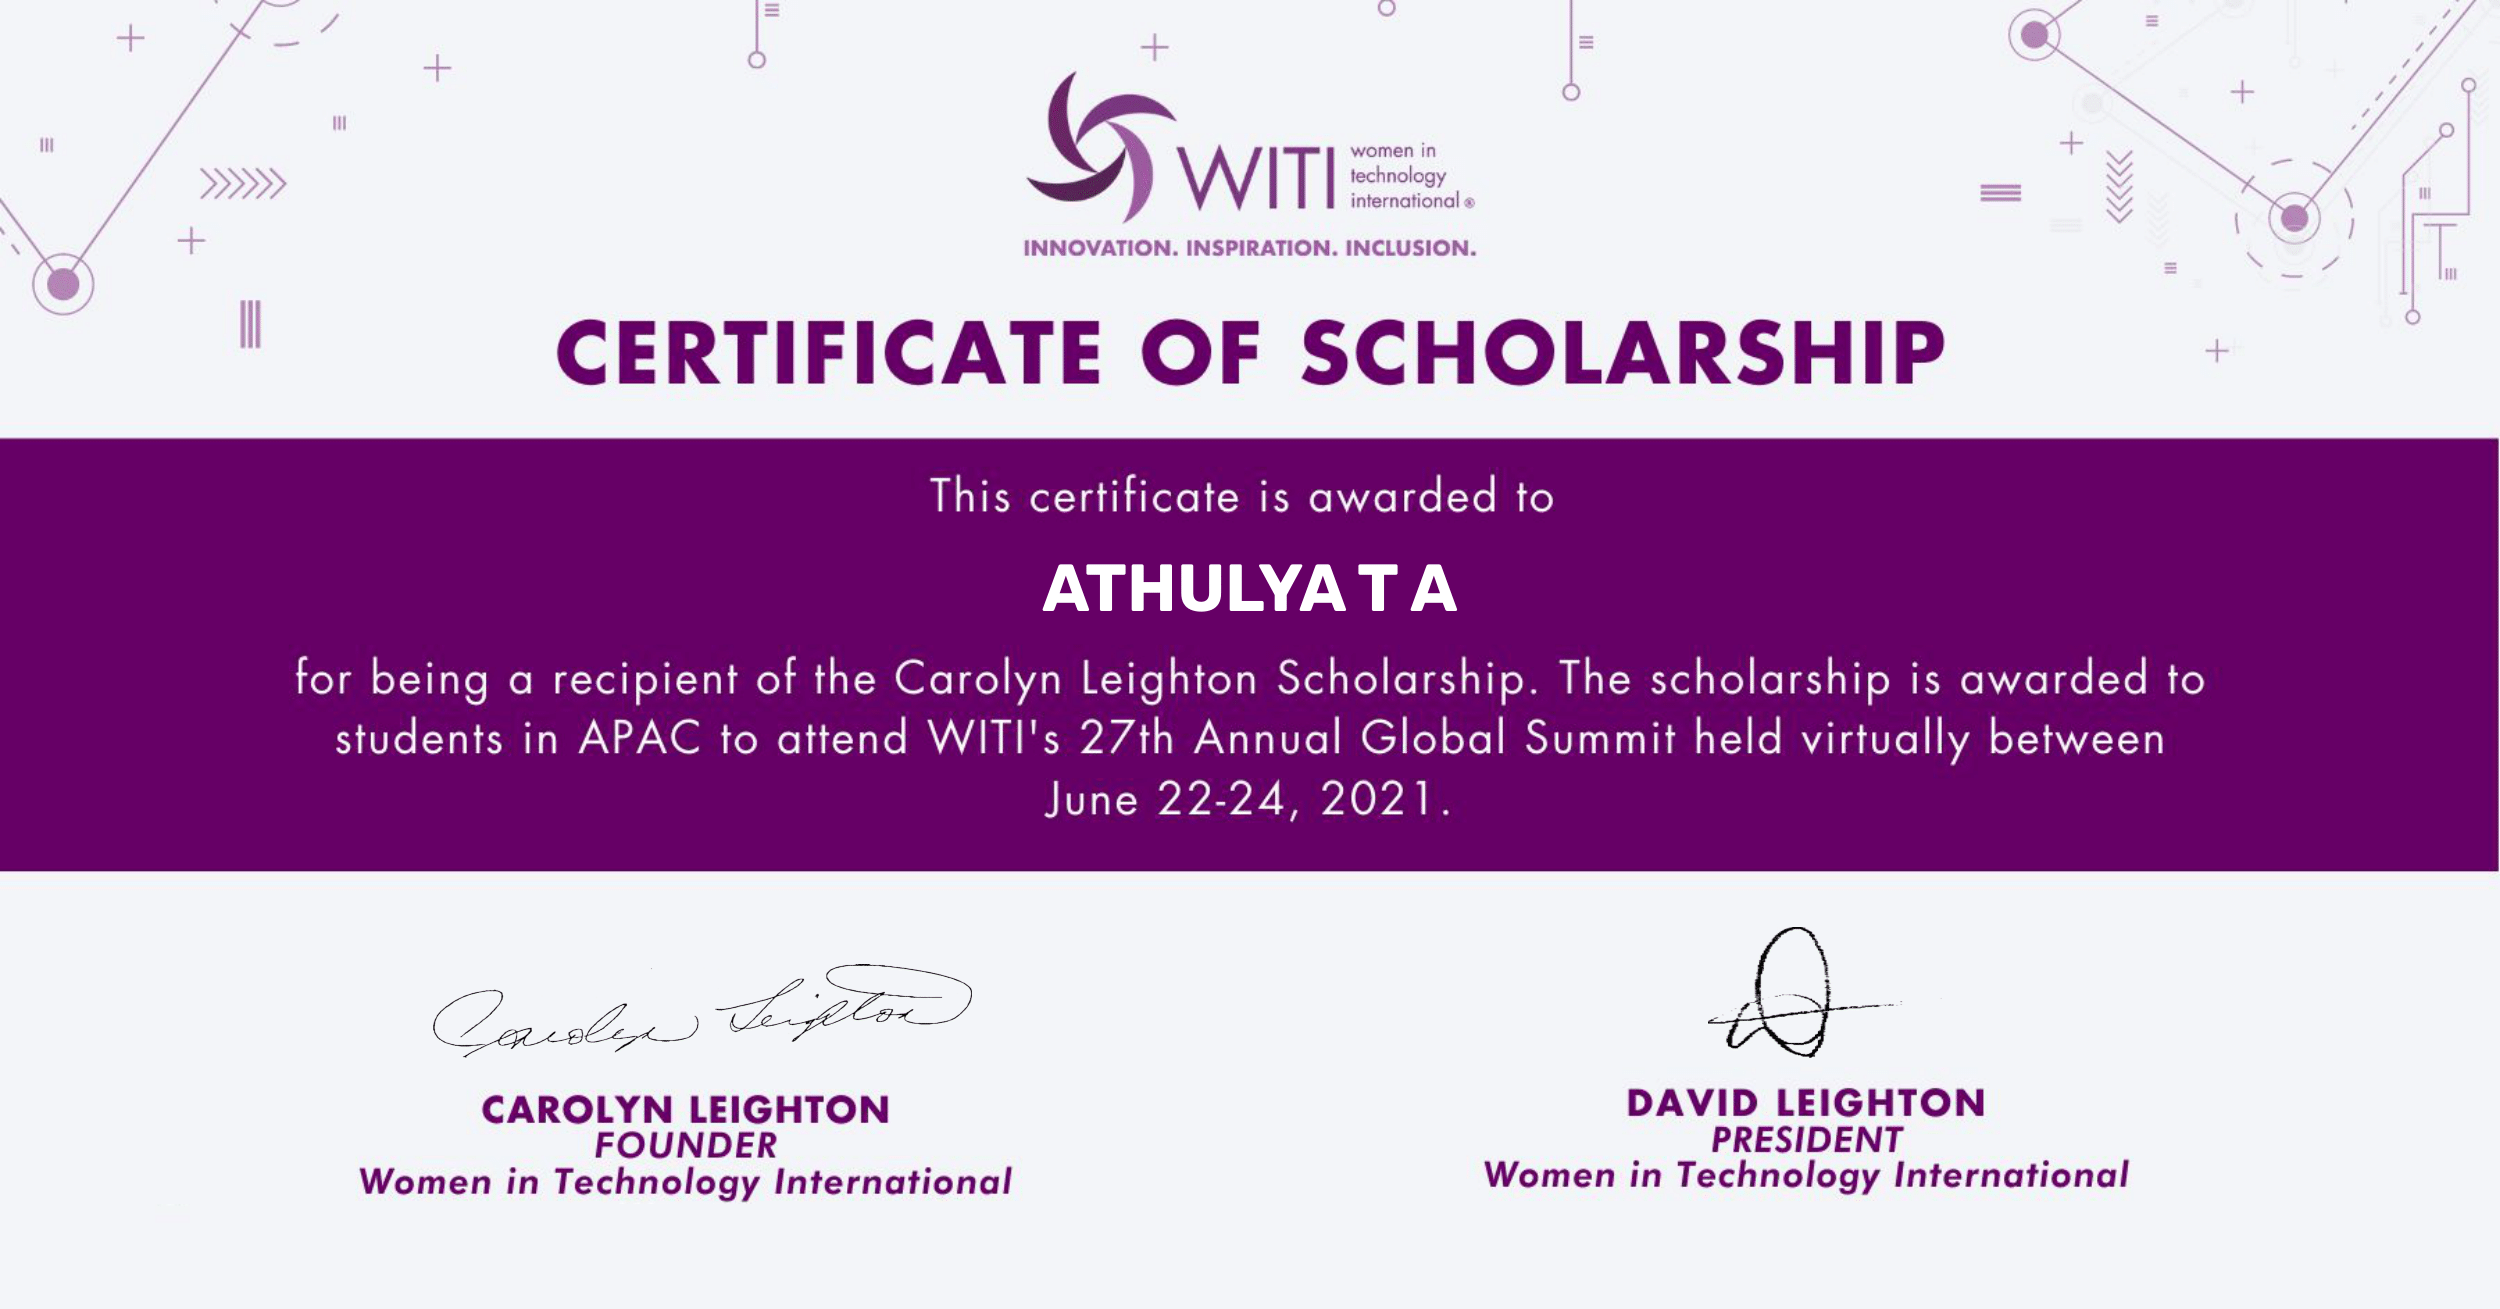 WITI
women in
technology
international ®
INNOVATION. INSPIRATION. INCLUSION.
CERTIFICATE OF SCHOLARSHIP
This certificate is awarded to
ATHULYA T A
for being a recipient of the Carolyn Leighton Scholarship. The scholarship is awarded to
students in APAC to attend WITI's 27th Annual Global Summit held virtually between
June 22-24, 2021.
Carolyn Leighton
CAROLYN LEIGHTON
FOUNDER
Women in Technology International
DAVID LEIGHTON
PRESIDENT
Women in Technology International